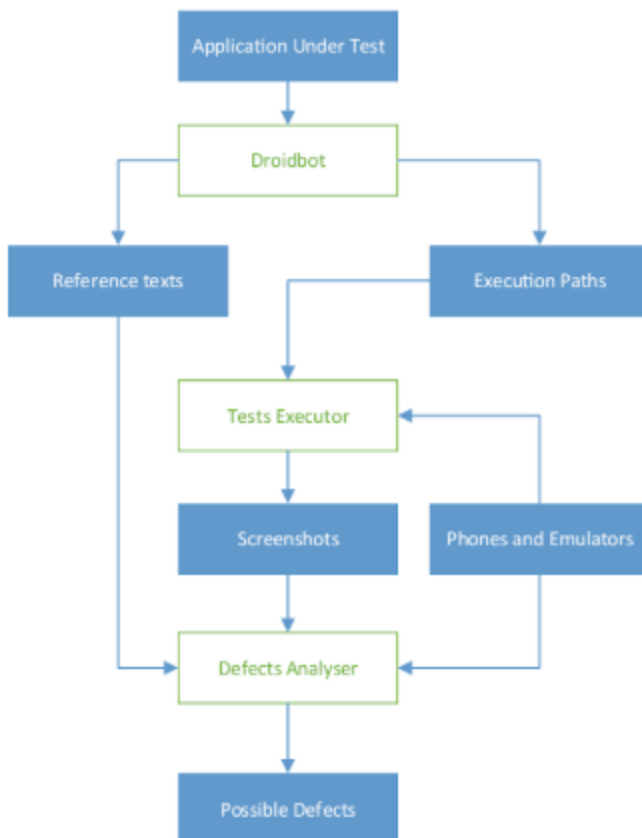 Application Under Test
Droidbot
Reference texts
Execution Paths
Tests Executor
Screenshots
Phones and Emulators
Defects Analyser
Possible Defects